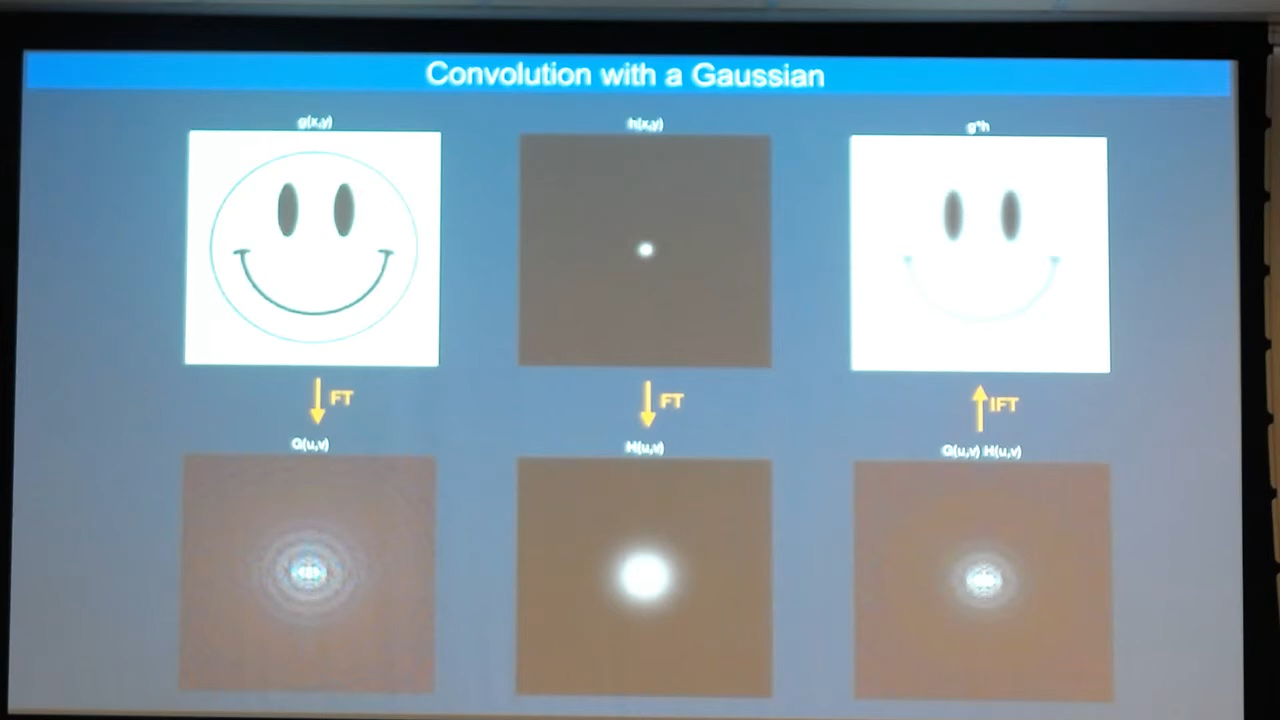 Convolution with a Gaussian
g(x,y)
h(x,y)
g*h
FT
FT
IFT
G(u,v)
H(u,v)
G(u,v) H(u,v)